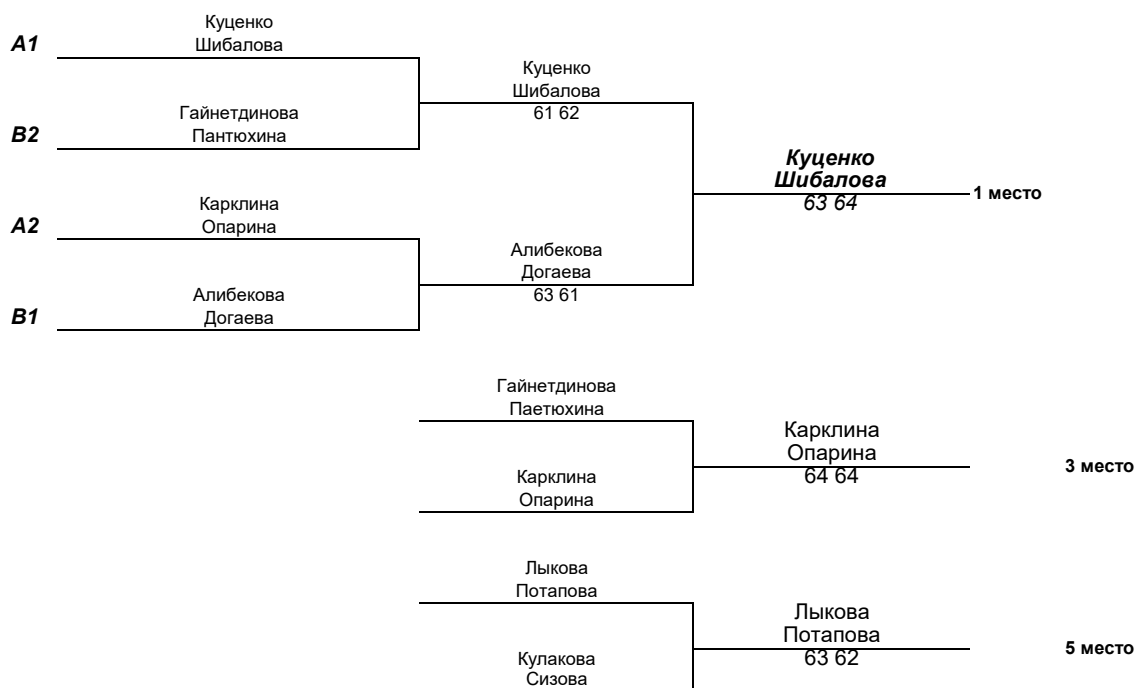 Куценко
A1
Шибалова
Куценко
Шибалова
61 62
Гайнетдинова
B2
Пантюхина
Куценко
Шибалова
63 64
1 место
Карклина
A2
Опарина
Алибекова
Догаева
63 61
Алибекова
B1
Догаева
Гайнетдинова
Паетюхина
Карклина
Опарина
64 64
3 место
Карклина
Опарина
Лыкова
Потапова
Лыкова
Потапова
63 62
5 место
Кулакова
Сизова